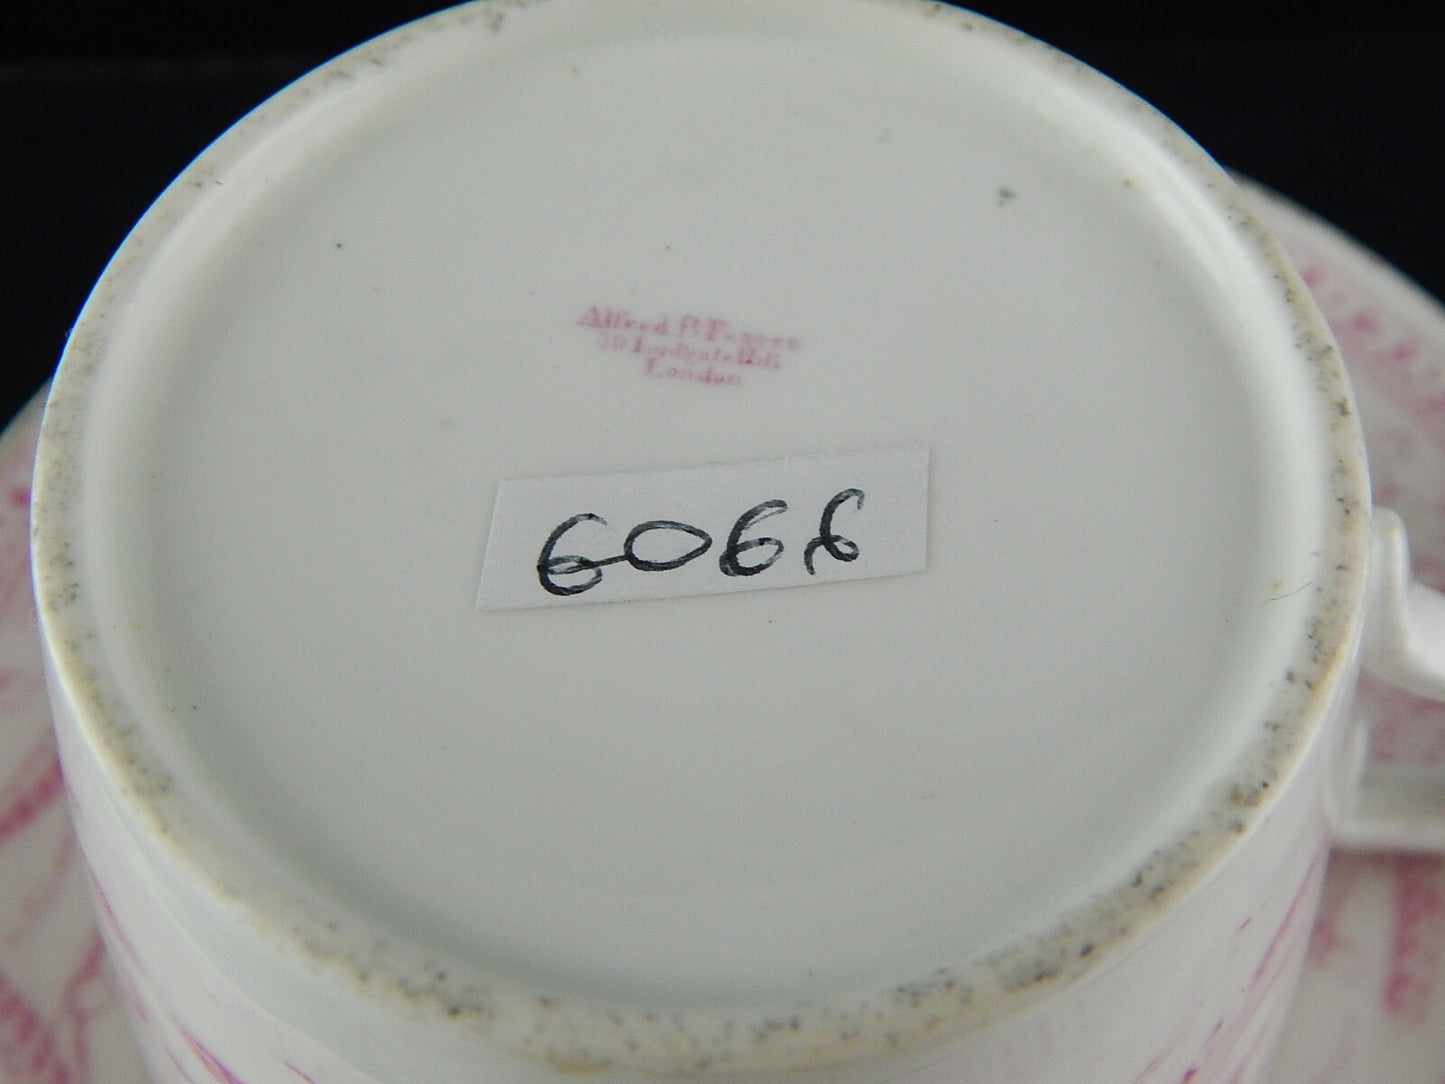 Alfred B. Pearce
39 Ludgate Hill
London
6066